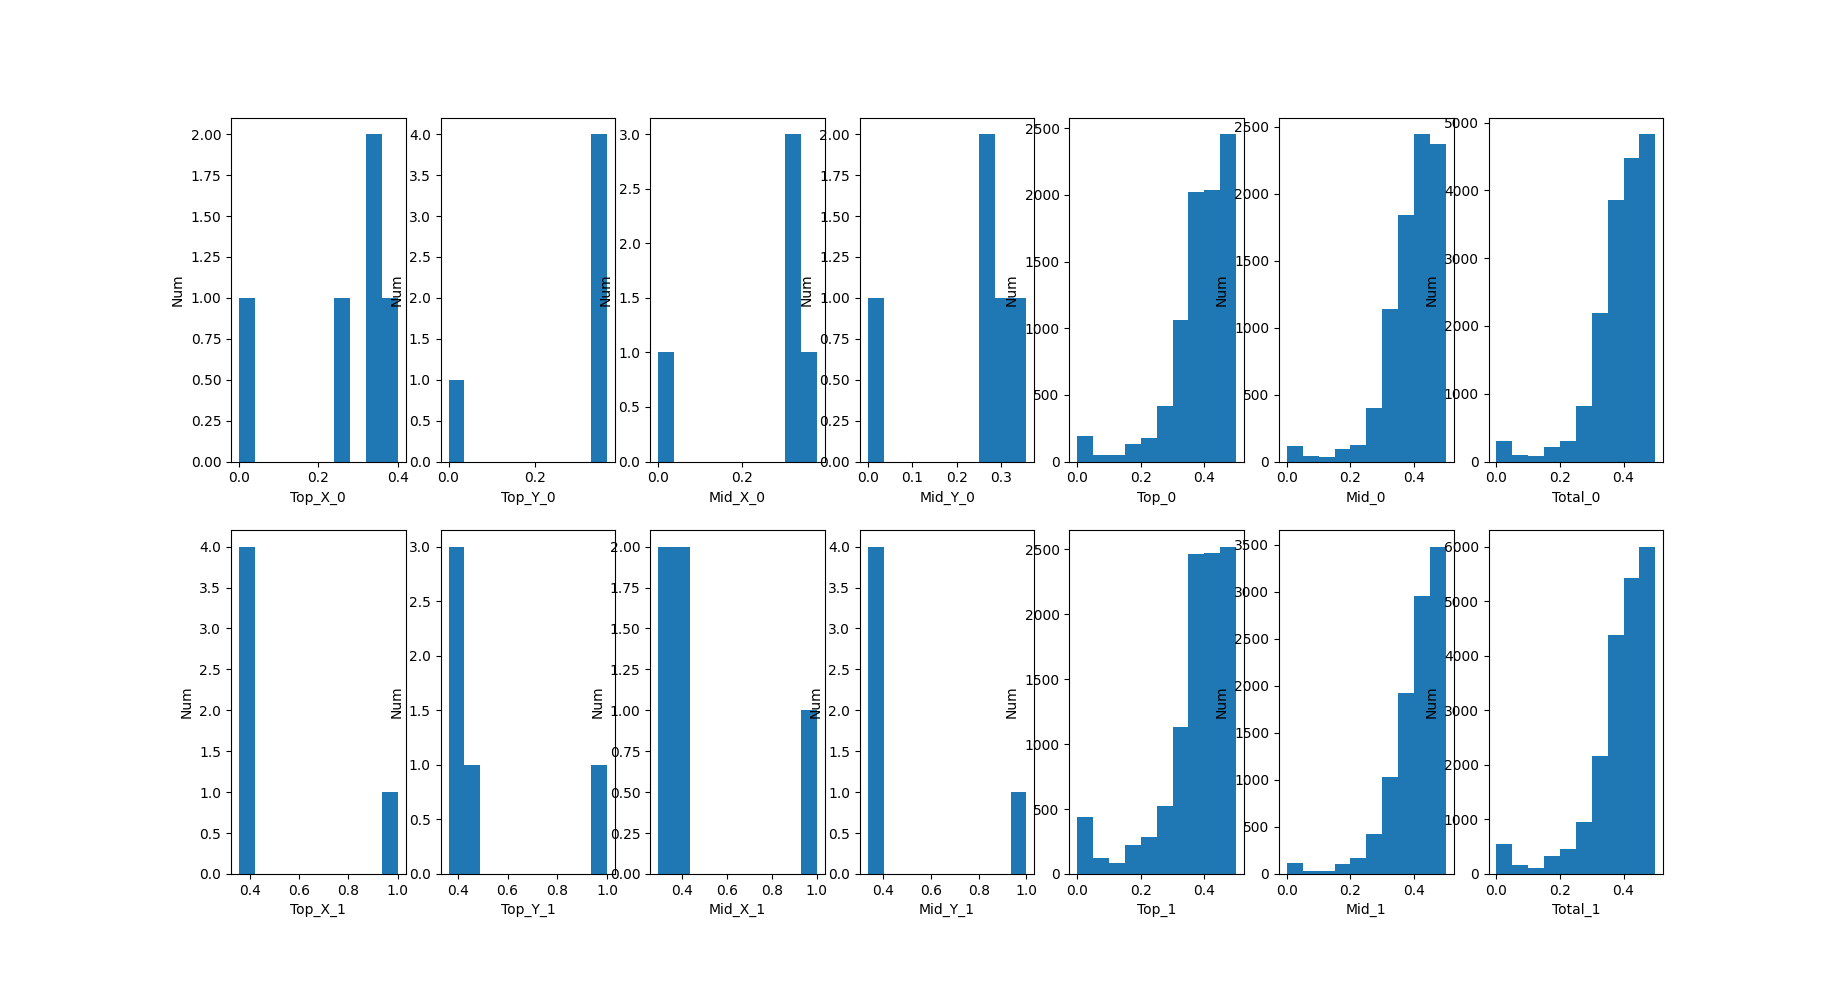 2.00
1.75
1.50
1.25
1.00
0.75
0.50
0.25
0.00
Num
0.0 0.2 0.4
Top_X_0
4.0
3.5
3.0
2.5
2.0
1.5
1.0
0.5
0.0
Num
0.0 0.2
Top_Y_0
3.0
2.5
2.0
1.5
1.0
0.5
0.0
Num
0.0 0.2
Mid_X_0
2.00
1.75
1.50
1.25
1.00
0.75
0.50
0.25
0.00
Num
0.0 0.1 0.2 0.3
Mid_Y_0
2500
2000
1500
1000
500
0
Num
0.0 0.2 0.4
Top_0
2500
2000
1500
1000
500
0
Num
0.0 0.2 0.4
Mid_0
5000
4000
3000
2000
1000
0
Num
0.0 0.2 0.4
Total_0
4.0
3.5
3.0
2.5
2.0
1.5
1.0
0.5
0.0
Num
0.4 0.6 0.8 1.0
Top_X_1
3.0
2.5
2.0
1.5
1.0
0.5
0.0
Num
0.4 0.6 0.8 1.0
Top_Y_1
2.00
1.75
1.50
1.25
1.00
0.75
0.50
0.25
0.00
Num
0.4 0.6 0.8 1.0
Mid_X_1
4.0
3.5
3.0
2.5
2.0
1.5
1.0
0.5
0.0
Num
0.4 0.6 0.8 1.0
Mid_Y_1
2500
2000
1500
1000
500
0
Num
0.0 0.2 0.4
Top_1
3500
3000
2500
2000
1500
1000
500
0
Num
0.0 0.2 0.4
Mid_1
6000
5000
4000
3000
2000
1000
0
Num
0.0 0.2 0.4
Total_1